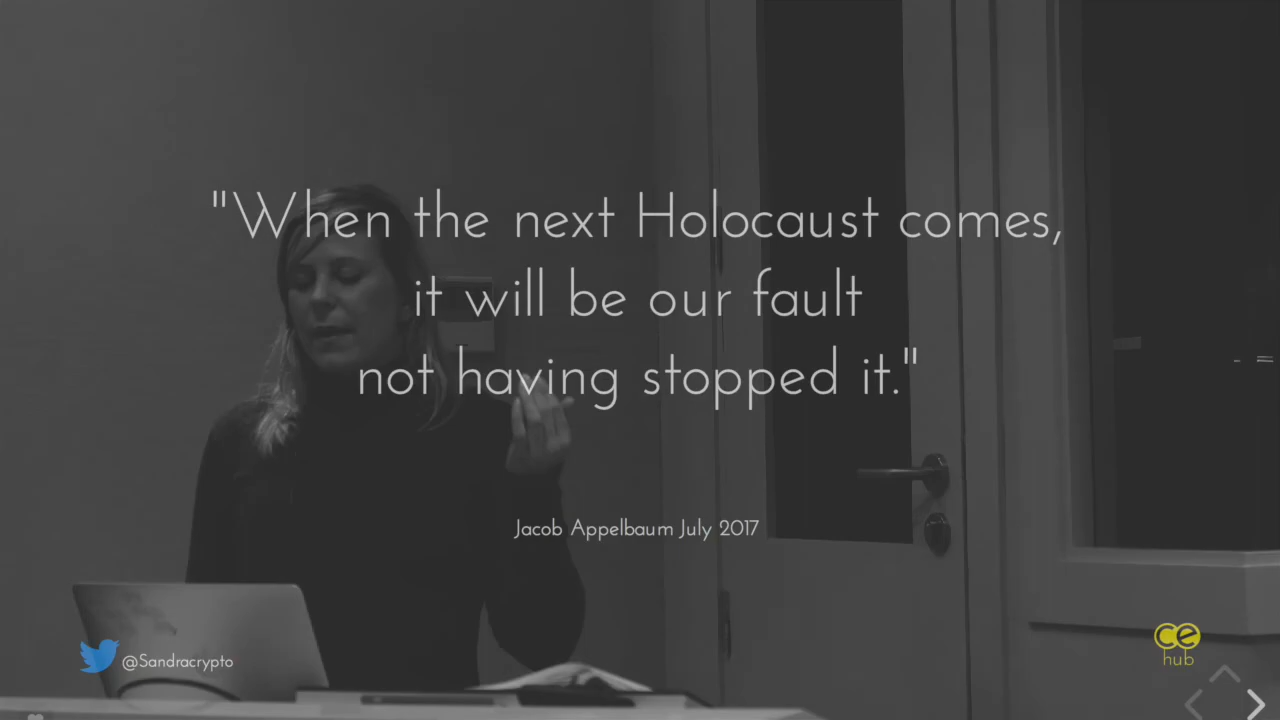 "When the next Holocaust comes,
it will be our fault
not having stopped it."
Jacob Appelbaum July 2017
@Sandracrypto
ce
hub